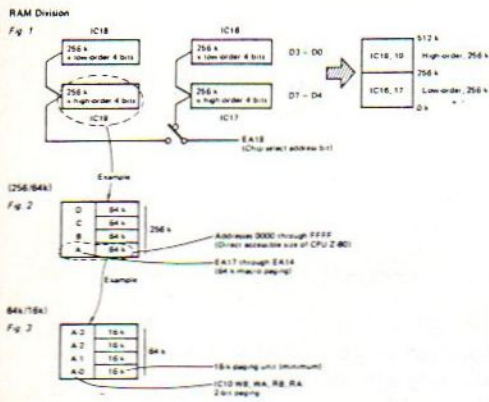 RAM Division
Fig. 1
IC18
256 k
x low-order 4 bits
256 k
x high-order 4 bits
IC19
IC16
256 k
x low-order 4 bits
256 k
x high-order 4 bits
IC17
D3 - D0
D7 - D4
EA18
(Chip select address bit)
512 k
High-order, 256 k
256 k
IC16, 17
Low-order, 256 k
0 k
Example
(256/64k)
Fig. 2
D 64 k
C 64 k
B 64 k
A 64 k
256 k
Addresses 0000 through FFFF
(Direct accessible size of CPU Z-80)
EA17 through EA14
(64 k macro paging)
Example
64k/16k)
Fig. 3
A-3 16 k
A-2 16 k
A-1 16 k
A-0 16 k
64 k
16 k paging unit (minimum)
IC10 WB, WA, RB, RA
2-bit paging